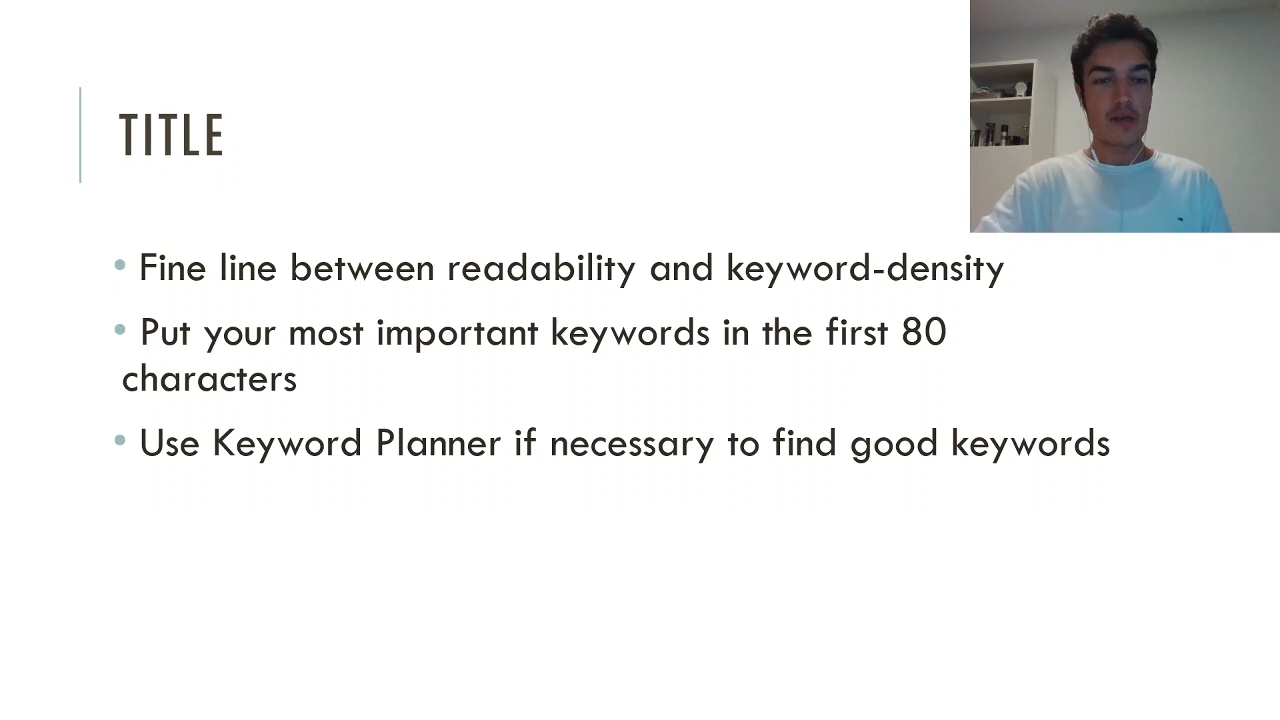 TITLE
• Fine line between readability and keyword-density
• Put your most important keywords in the first 80
characters
• Use Keyword Planner if necessary to find good keywords